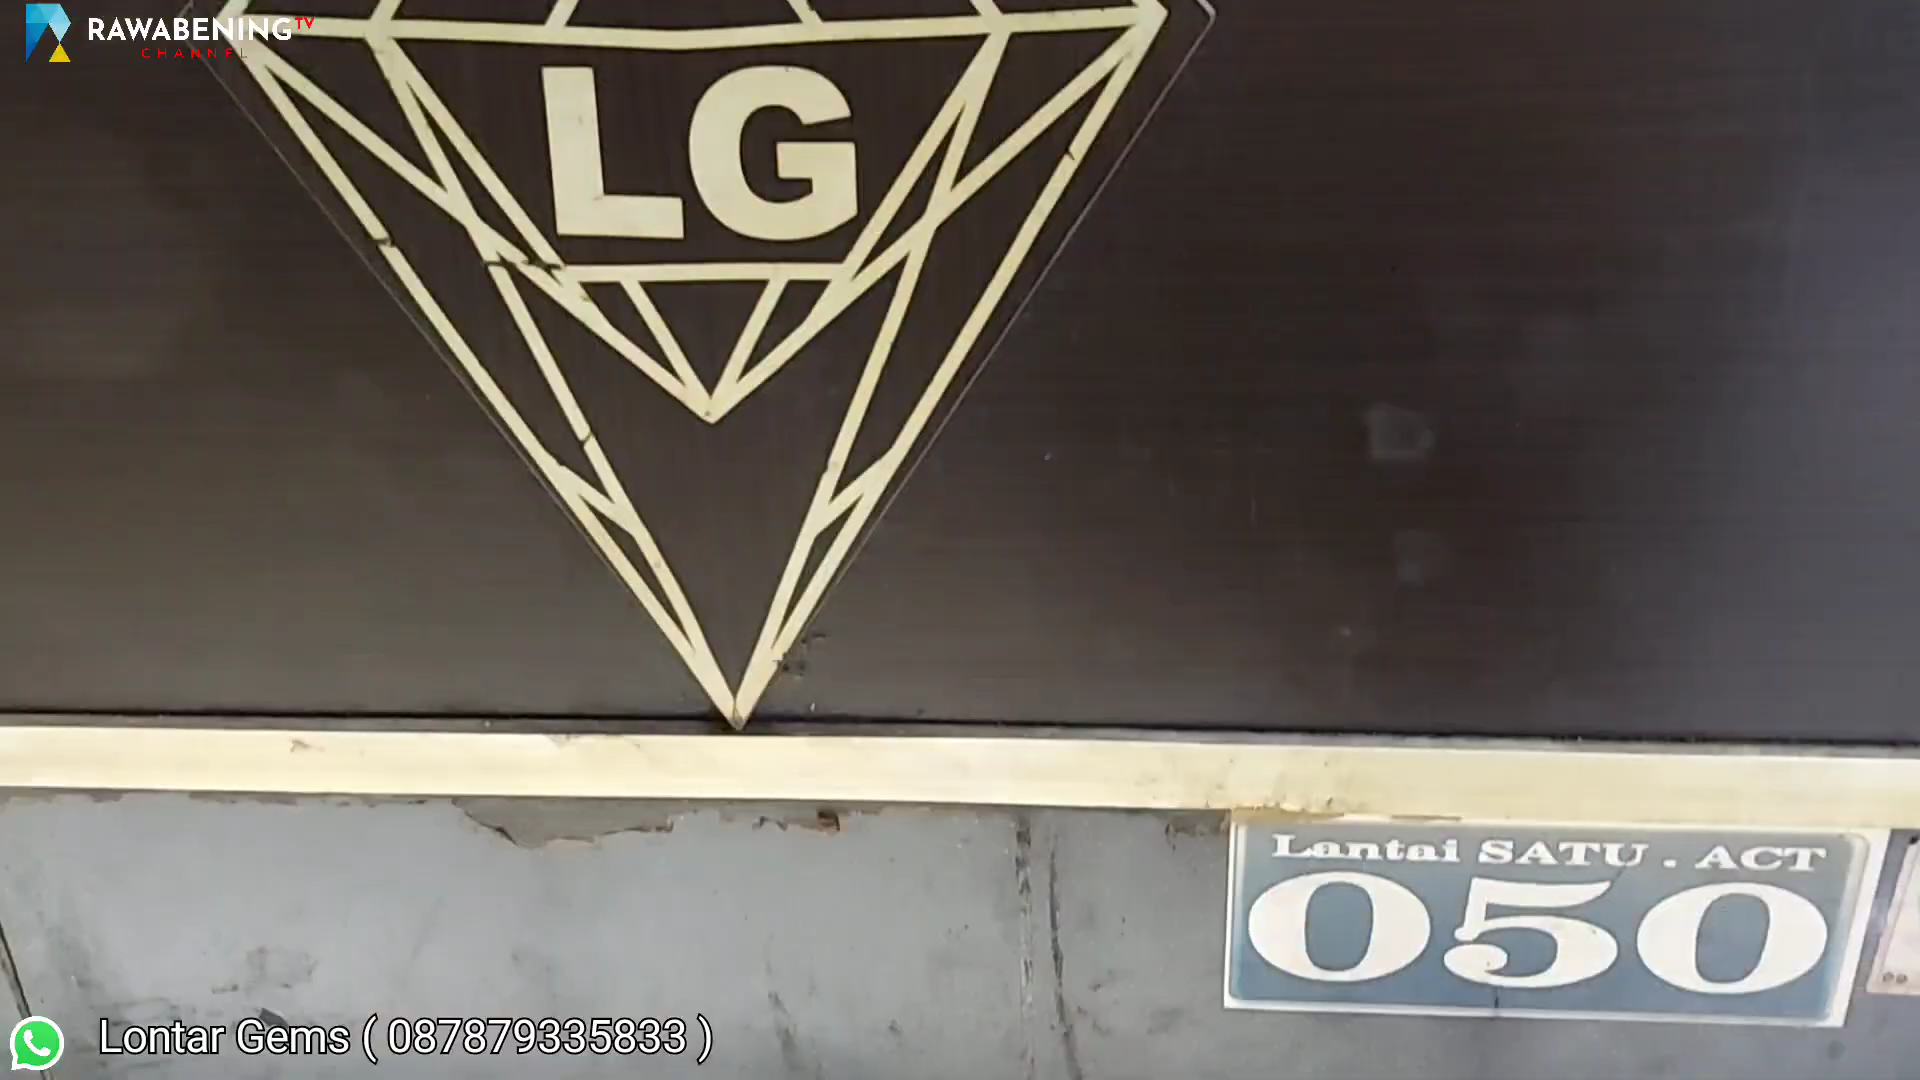 RAWABENING TV
CHANNEL
LG
Lantai SATU . ACT
050
Lontar Gems ( 087879335833 )